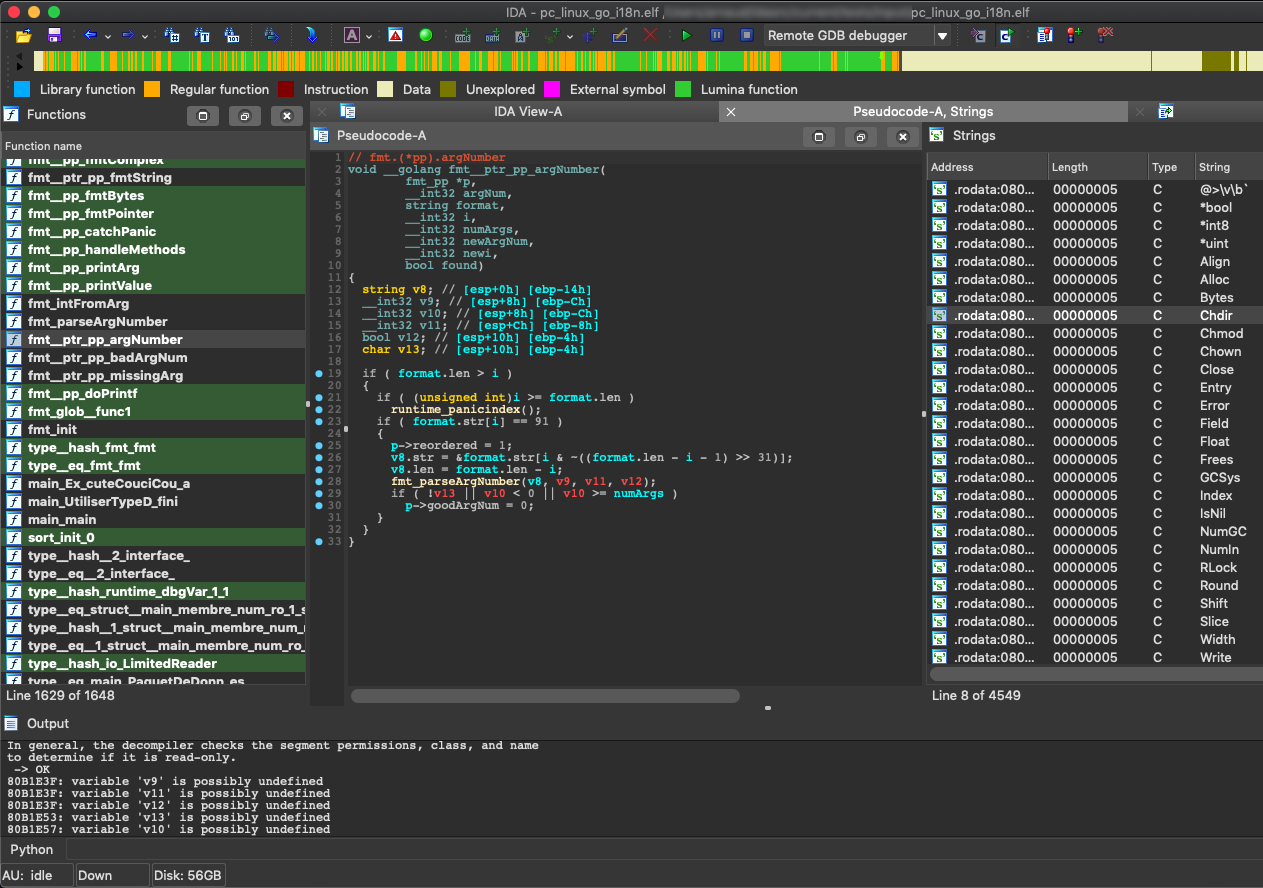 IDA - pc_linux_go_i18n.elf
pc_linux_go_i18n.elf
Remote GDB debugger
Library function
Regular function
Instruction
Data
Unexplored
External symbol
Lumina function
Functions
IDA View-A
Pseudocode-A, Strings
Function name
fmt__pp_fmtComplex
fmt__ptr_pp_fmtString
fmt__pp_fmtBytes
fmt__pp_fmtPointer
fmt__pp_catchPanic
fmt__pp_handleMethods
fmt__pp_printArg
fmt__pp_printValue
fmt_intFromArg
fmt_parseArgNumber
fmt__ptr_pp_argNumber
fmt__ptr_pp_badArgNum
fmt__ptr_pp_missingArg
fmt__pp_doPrintf
fmt_glob__func1
fmt_init
type__hash_fmt_fmt
type__eq_fmt_fmt
main_Ex_cuteCouciCou_a
main_UtiliserTypeD_fini
main_main
sort_init_0
type__hash__2_interface_
type__eq__2_interface_
type__hash_runtime_dbgVar_1_1
type__eq_struct__main_membre_num_ro_1_s
type__hash__1_struct__main_membre_num_
type__eq__1_struct__main_membre_num_ro_
type__hash_io_LimitedReader
type__eq_main_PaquetDeDonn_es
Line 1629 of 1648
Pseudocode-A
1 // fmt.(*pp).argNumber
2 void __golang fmt__ptr_pp_argNumber(
3 fmt_pp *p,
4 __int32 argNum,
5 string format,
6 __int32 i,
7 __int32 numArgs,
8 __int32 newArgNum,
9 __int32 newi,
10 bool found)
11 {
12 string v8; // [esp+0h] [ebp-14h]
13 __int32 v9; // [esp+8h] [ebp-Ch]
14 __int32 v10; // [esp+8h] [ebp-Ch]
15 __int32 v11; // [esp+Ch] [ebp-8h]
16 bool v12; // [esp+10h] [ebp-4h]
17 char v13; // [esp+10h] [ebp-4h]
18
19 if ( format.len > i )
20 {
21 if ( (unsigned int)i >= format.len )
22 runtime_panicindex();
23 if ( format.str[i] == 91 )
24 {
25 p->reordered = 1;
26 v8.str = &format.str[i & ~((format.len - i - 1) >> 31)];
27 v8.len = format.len - i;
28 fmt_parseArgNumber(v8, v9, v11, v12);
29 if ( !v13 || v10 < 0 || v10 >= numArgs )
30 p->goodArgNum = 0;
31 }
32 }
33 }
Strings
Address Length Type String
.rodata:080... 00000005 C @>\v\b`
.rodata:080... 00000005 C *bool
.rodata:080... 00000005 C *int8
.rodata:080... 00000005 C *uint
.rodata:080... 00000005 C Align
.rodata:080... 00000005 C Alloc
.rodata:080... 00000005 C Bytes
.rodata:080... 00000005 C Chdir
.rodata:080... 00000005 C Chmod
.rodata:080... 00000005 C Chown
.rodata:080... 00000005 C Close
.rodata:080... 00000005 C Entry
.rodata:080... 00000005 C Error
.rodata:080... 00000005 C Field
.rodata:080... 00000005 C Float
.rodata:080... 00000005 C Frees
.rodata:080... 00000005 C GCSys
.rodata:080... 00000005 C Index
.rodata:080... 00000005 C IsNil
.rodata:080... 00000005 C NumGC
.rodata:080... 00000005 C NumIn
.rodata:080... 00000005 C RLock
.rodata:080... 00000005 C Round
.rodata:080... 00000005 C Shift
.rodata:080... 00000005 C Slice
.rodata:080... 00000005 C Width
.rodata:080... 00000005 C Write
Line 8 of 4549
Output
In general, the decompiler checks the segment permissions, class, and name
to determine if it is read-only.
-> OK
80B1E3F: variable 'v9' is possibly undefined
80B1E3F: variable 'v11' is possibly undefined
80B1E3F: variable 'v12' is possibly undefined
80B1E53: variable 'v13' is possibly undefined
80B1E57: variable 'v10' is possibly undefined
Python
AU: idle Down Disk: 56GB